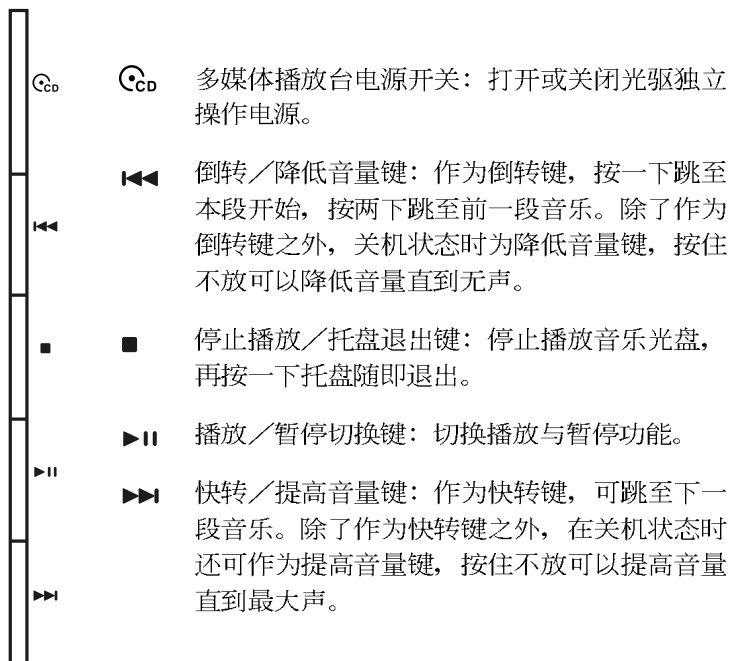 CD
CD
多媒体播放台电源开关：打开或关闭光驱独立
操作电源。
倒转／降低音量键：作为倒转键，按一下跳至
本段开始，按两下跳至前一段音乐。除了作为
倒转键之外，关机状态时为降低音量键，按住
不放可以降低音量直到无声。
停止播放／托盘退出键：停止播放音乐光盘，
再按一下托盘随即退出。
播放／暂停切换键：切换播放与暂停功能。
快转／提高音量键：作为快转键，可跳至下一
段音乐。除了作为快转键之外，在关机状态时
还可作为提高音量键，按住不放可以提高音量
直到最大声。